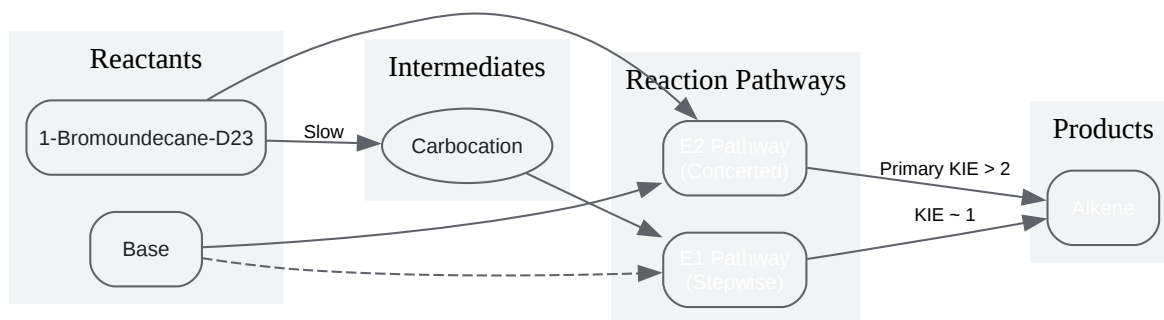 Reactants
1-Bromoundecane-D23
Base
Slow
Intermediates
Carbocation
Reaction Pathways
E2 Pathway
(Concerted)
E1 Pathway
(Stepwise)
Primary KIE > 2
KIE ~ 1
Products
Alkene